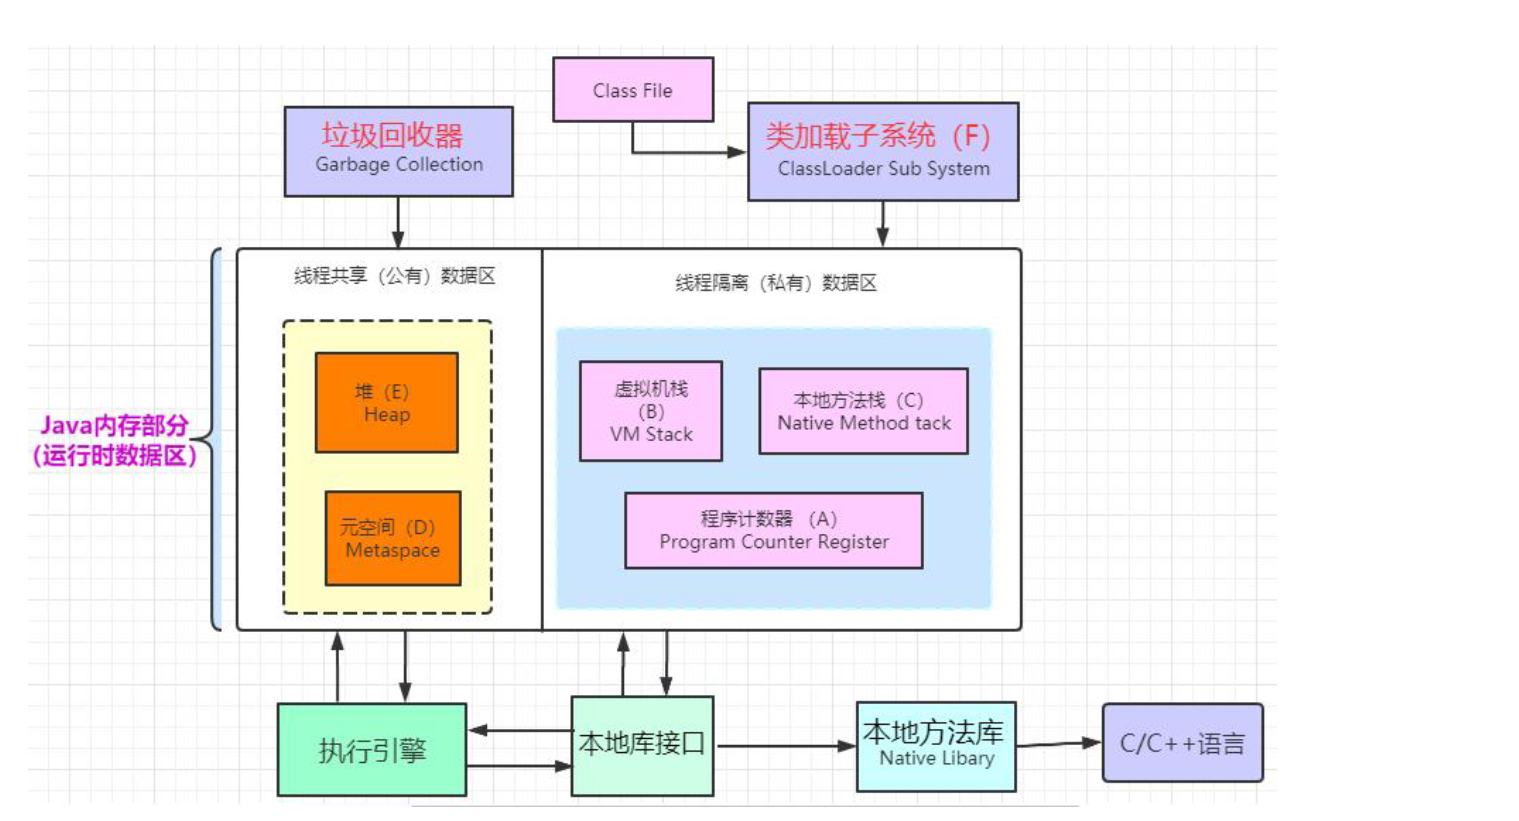 Class File
垃圾回收器
Garbage Collection
类加载子系统（F）
ClassLoader Sub System
线程共享（公有）数据区
线程隔离（私有）数据区
堆（E）
Heap
虚拟机栈
（B）
VM Stack
本地方法栈（C）
Native Method tack
Java内存部分
（运行时数据区）
元空间（D）
Metaspace
程序计数器 （A）
Program Counter Register
执行引擎
本地库接口
本地方法库
Native Libary
C/C++语言